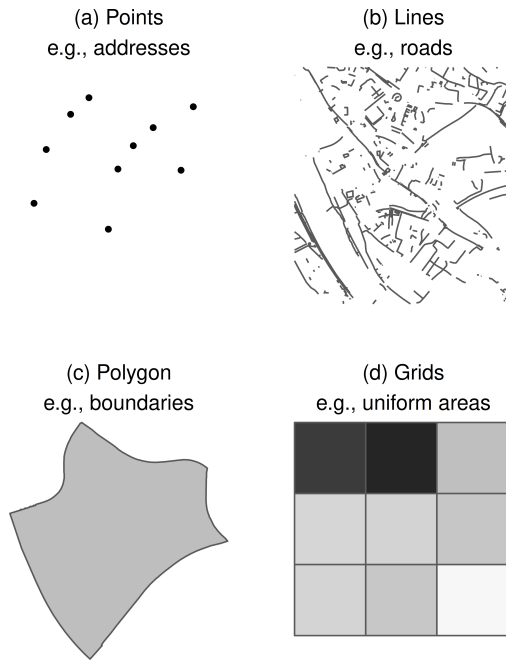 (a) Points
e.g., addresses
(b) Lines
e.g., roads
(c) Polygon
e.g., boundaries
(d) Grids
e.g., uniform areas